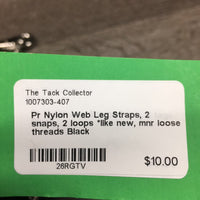 The Tack Collector
1007303-407
Pr Nylon Web Leg Straps, 2
snaps, 2 loops *like new, mnr loose
threads Black
26RGTV
$10.00